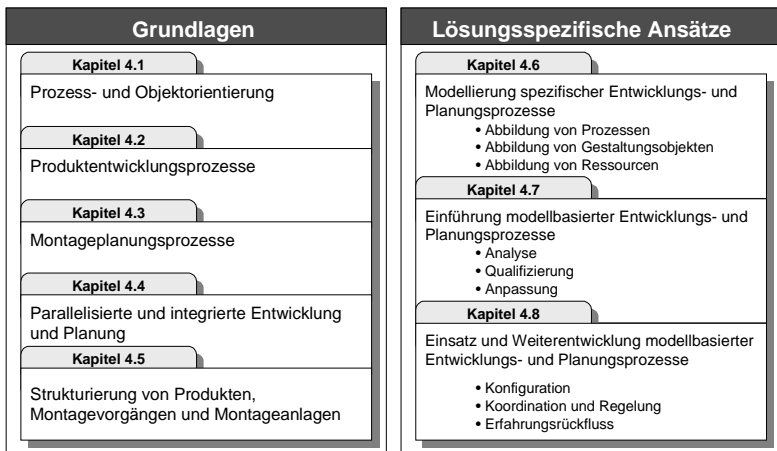 Grundlagen
Kapitel 4.1
Prozess- und Objektorientierung
Kapitel 4.2
Produktentwicklungsprozesse
Kapitel 4.3
Montageplanungsprozesse
Kapitel 4.4
Parallelisierte und integrierte Entwicklung
und Planung
Kapitel 4.5
Strukturierung von Produkten,
Montagevorgängen und Montageanlagen
Lösungsspezifische Ansätze
Kapitel 4.6
Modellierung spezifischer Entwicklungs- und
Planungsprozesse
• Abbildung von Prozessen
• Abbildung von Gestaltungsobjekten
• Abbildung von Ressourcen
Kapitel 4.7
Einführung modellbasierter Entwicklungs- und
Planungsprozesse
• Analyse
• Qualifizierung
• Anpassung
Kapitel 4.8
Einsatz und Weiterentwicklung modellbasierter
Entwicklungs- und Planungsprozesse
• Konfiguration
• Koordination und Regelung
• Erfahrungsrückfluss